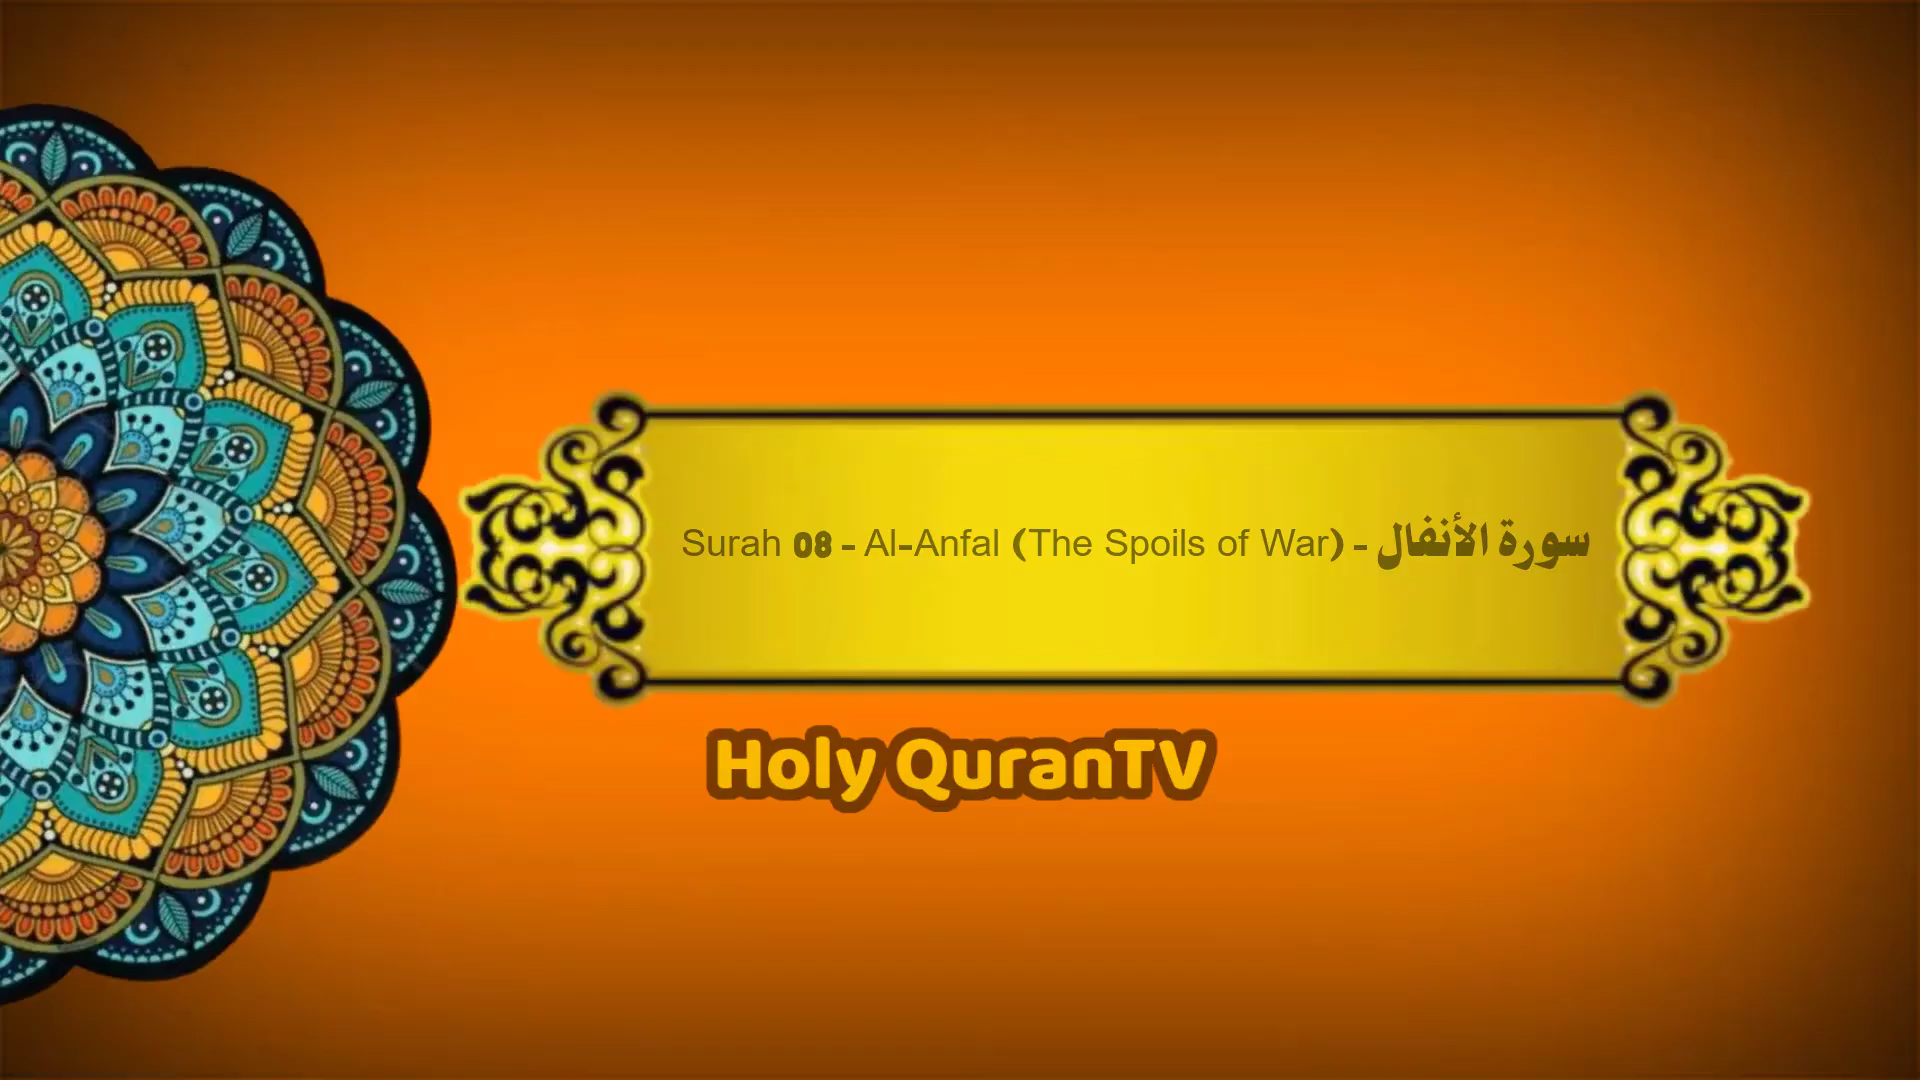 Surah 08 - Al-Anfal (The Spoils of War) - سورة الأنفال
Holy QuranTV